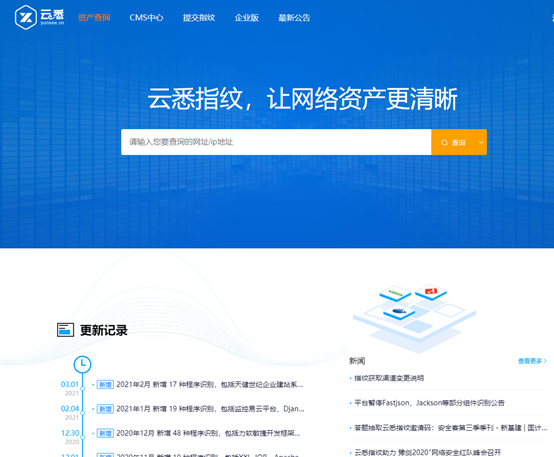 云悉
yunsee.cn
资产查询 CMS中心 提交指纹 企业版 最新公告
云悉指纹，让网络资产更清晰
请输入您要查询的网址/ip地址
查询
更新记录
03.01
2021
新增 2021年2月 新增 17 种程序识别，包括天健世纪企业建站系...
02.04
2021
新增 2021年1月 新增 19 种程序识别，包括监控易云平台、Djan...
12.30
2020
新增 2020年12月 新增 48 种程序识别，包括力软敏捷开发框架...
新闻 查看更多 >
指纹获取渠道变更说明
平台暂停Fastjson、Jackson等部分组件识别公告
答题抽取云悉指纹邀请码：安全客第三季季刊 - 新基建 | 国计...
云悉指纹助力 豫剑2020"网络安全红队峰会召开